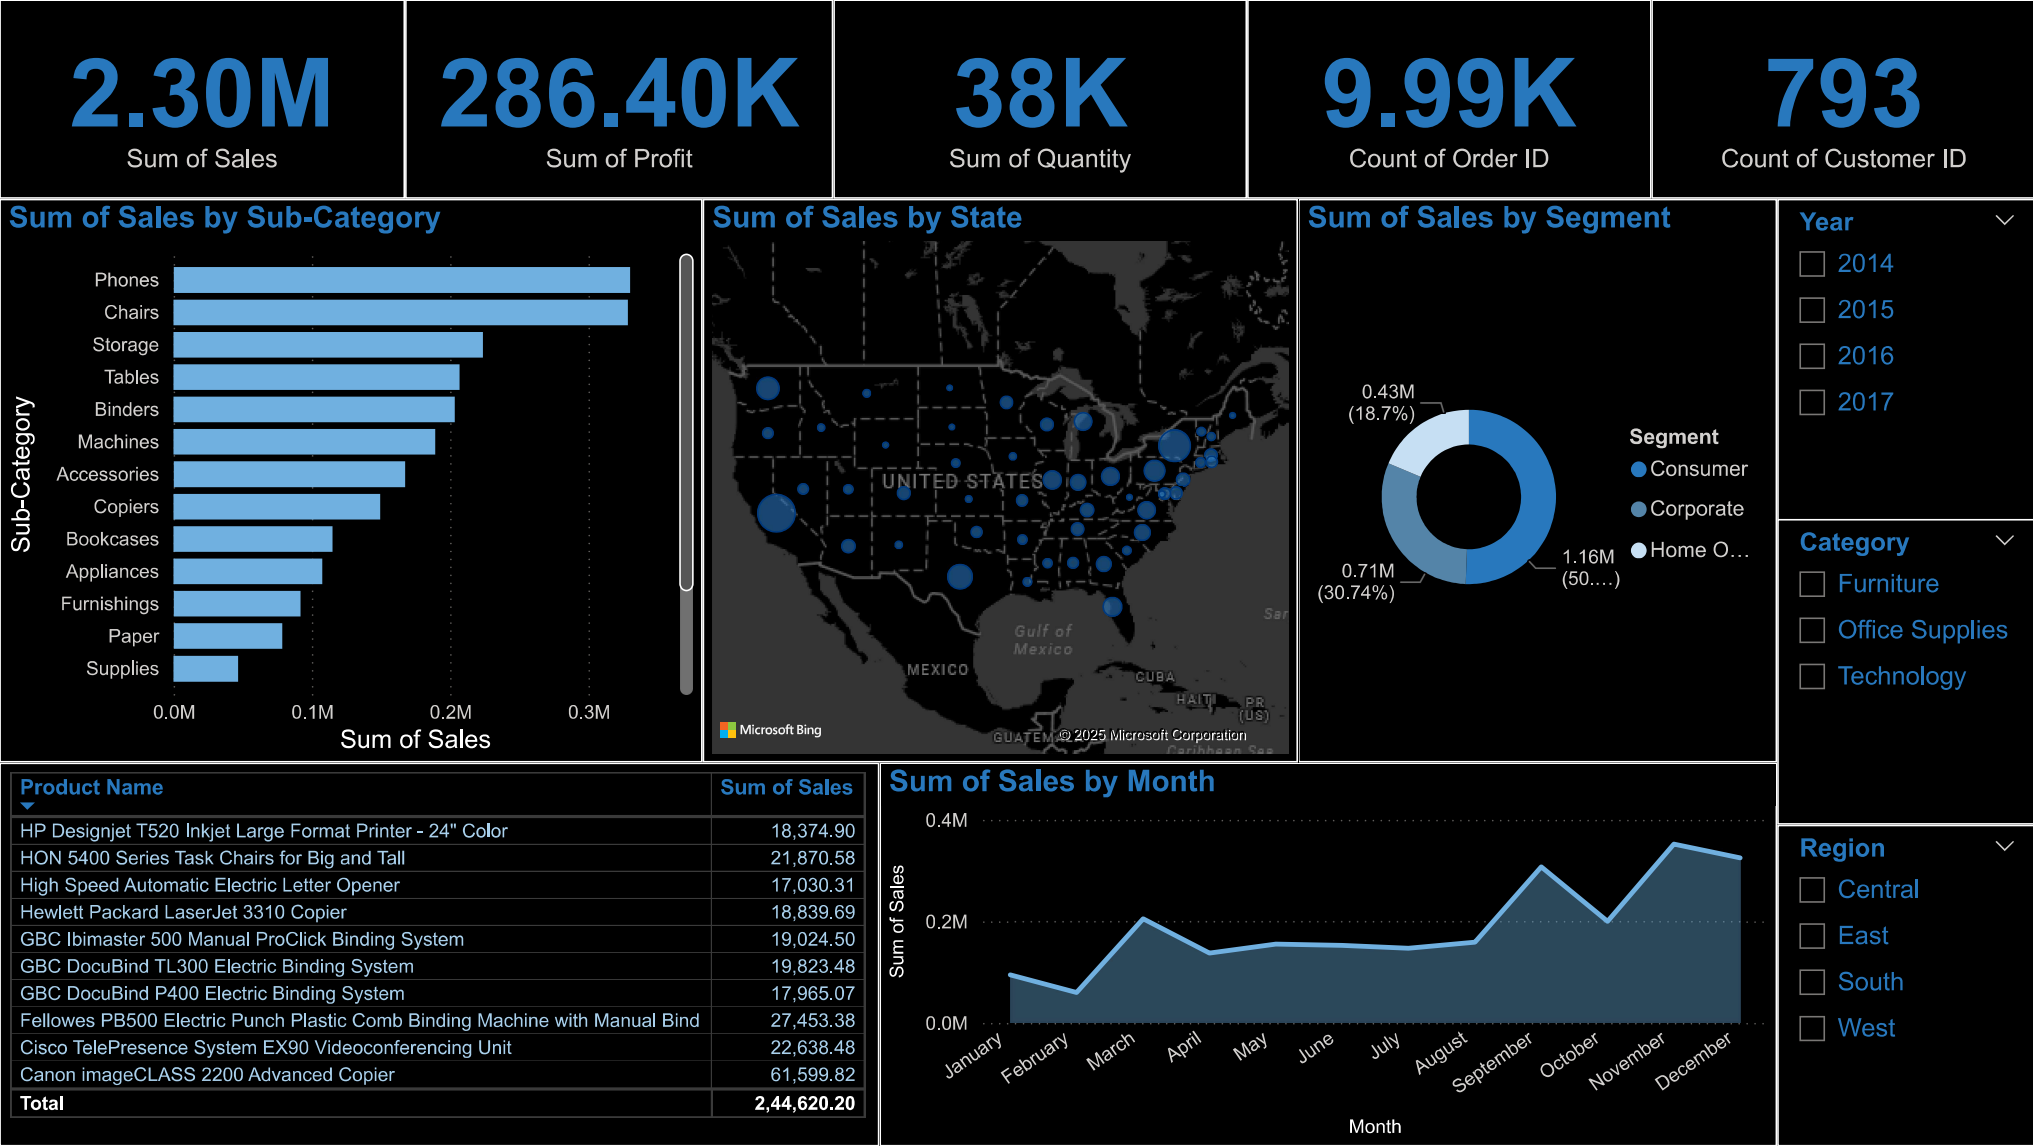 2.30M
Sum of Sales
286.40K
Sum of Profit
38K
Sum of Quantity
9.99K
Count of Order ID
793
Count of Customer ID
Sum of Sales by Sub-Category
Sub-Category
Phones
Chairs
Storage
Tables
Binders
Machines
Accessories
Copiers
Bookcases
Appliances
Furnishings
Paper
Supplies
0.0M 0.1M 0.2M 0.3M
Sum of Sales
Sum of Sales by State
UNITED STATES
Gulf of
Mexico
MEXICO
CUBA
HAITI
PR
(US)
Sar
GUATEM
Caribbean Sea
Microsoft Bing
© 2025 Microsoft Corporation
Sum of Sales by Segment
0.43M
(18.7%)
0.71M
(30.74%)
1.16M
(50....)
Segment
Consumer
Corporate
Home O...
Year
2014
2015
2016
2017
Category
Furniture
Office Supplies
Technology
Region
Central
East
South
West
Product Name Sum of Sales
HP Designjet T520 Inkjet Large Format Printer - 24" Color 18,374.90
HON 5400 Series Task Chairs for Big and Tall 21,870.58
High Speed Automatic Electric Letter Opener 17,030.31
Hewlett Packard LaserJet 3310 Copier 18,839.69
GBC Ibimaster 500 Manual ProClick Binding System 19,024.50
GBC DocuBind TL300 Electric Binding System 19,823.48
GBC DocuBind P400 Electric Binding System 17,965.07
Fellowes PB500 Electric Punch Plastic Comb Binding Machine with Manual Bind 27,453.38
Cisco TelePresence System EX90 Videoconferencing Unit 22,638.48
Canon imageCLASS 2200 Advanced Copier 61,599.82
Total 2,44,620.20
Sum of Sales by Month
Sum of Sales
0.4M
0.2M
0.0M
January February March April May June July August September October November December
Month